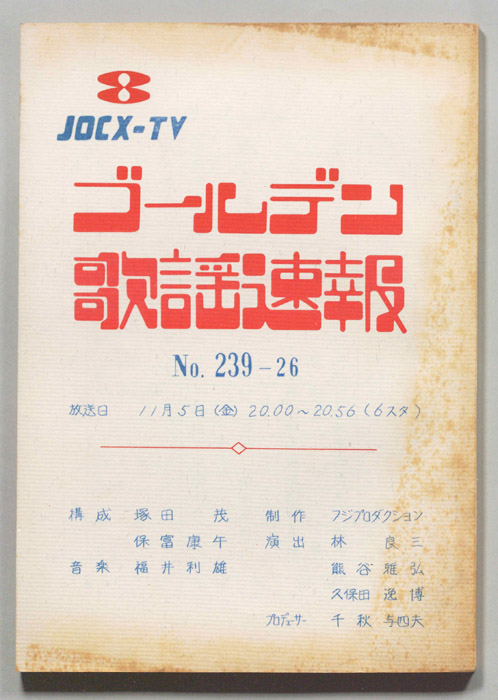 8
JOCX-TV
ゴールデン
歌謡速報
No. 239-26
放送日 11月5日(金) 20.00〜20.56(6スタ)
構成 塚田 茂 制作 フジプロダクション
保富康午 演出 林 良三
音楽 福井利雄 熊谷雅弘
久保田逸博
プロデューサー 千秋与四夫